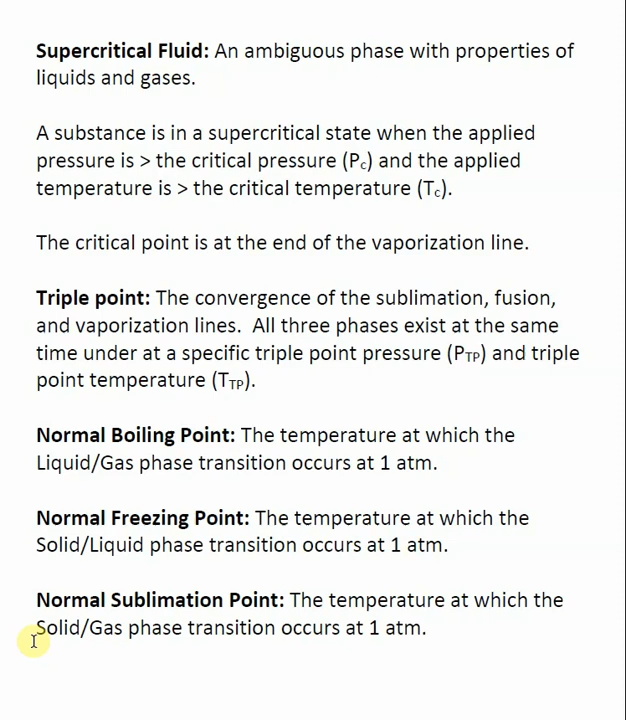 Supercritical Fluid: An ambiguous phase with properties of
liquids and gases.
A substance is in a supercritical state when the applied
pressure is > the critical pressure (Pc) and the applied
temperature is > the critical temperature (Tc).
The critical point is at the end of the vaporization line.
Triple point: The convergence of the sublimation, fusion,
and vaporization lines. All three phases exist at the same
time under at a specific triple point pressure (PTP) and triple
point temperature (TTP).
Normal Boiling Point: The temperature at which the
Liquid/Gas phase transition occurs at 1 atm.
Normal Freezing Point: The temperature at which the
Solid/Liquid phase transition occurs at 1 atm.
Normal Sublimation Point: The temperature at which the
Solid/Gas phase transition occurs at 1 atm.